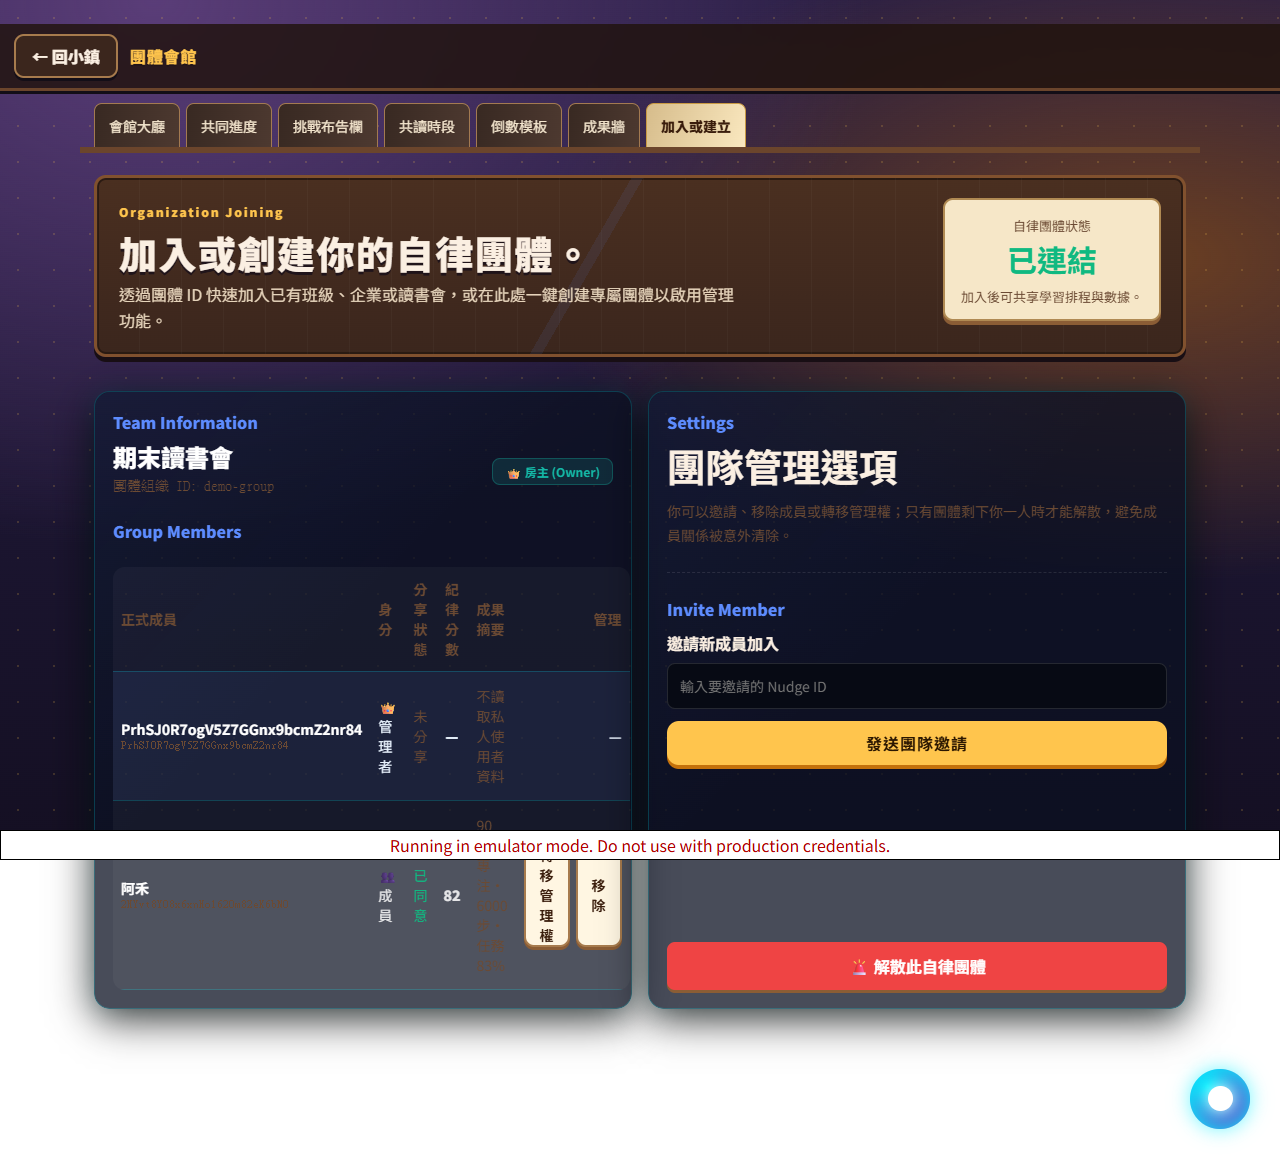 ← 回小鎮
團體會館
會館大廳
共同進度
挑戰布告欄
共讀時段
倒數模板
成果牆
加入或建立
Organization Joining
加入或創建你的自律團體。
透過團體 ID 快速加入已有班級、企業或讀書會，或在此處一鍵創建專屬團體以啟用管理
功能。
自律團體狀態
已連結
加入後可共享學習排程與數據。
Team Information
期末讀書會
團體組織 ID: demo-group
房主 (Owner)
Group Members
正式成員
身
分
分
享
狀
態
紀
律
分
數
成果
摘要
管理
PrhSJ0R7ogV5Z7GGnx9bcmZ2nr84
PrhSJ0R7ogV5Z7GGnx9bcmZ2nr84
管
理
者
未
分
享
—
不讀
取私
人使
用者
資料
—
90
阿禾
成
員
已
同
意
82
移
管
理
權
移
除
Settings
團隊管理選項
你可以邀請、移除成員或轉移管理權；只有團體剩下你一人時才能解散，避免成
員關係被意外清除。
Invite Member
邀請新成員加入
輸入要邀請的 Nudge ID
發送團隊邀請
Running in emulator mode. Do not use with production credentials.
解散此自律團體